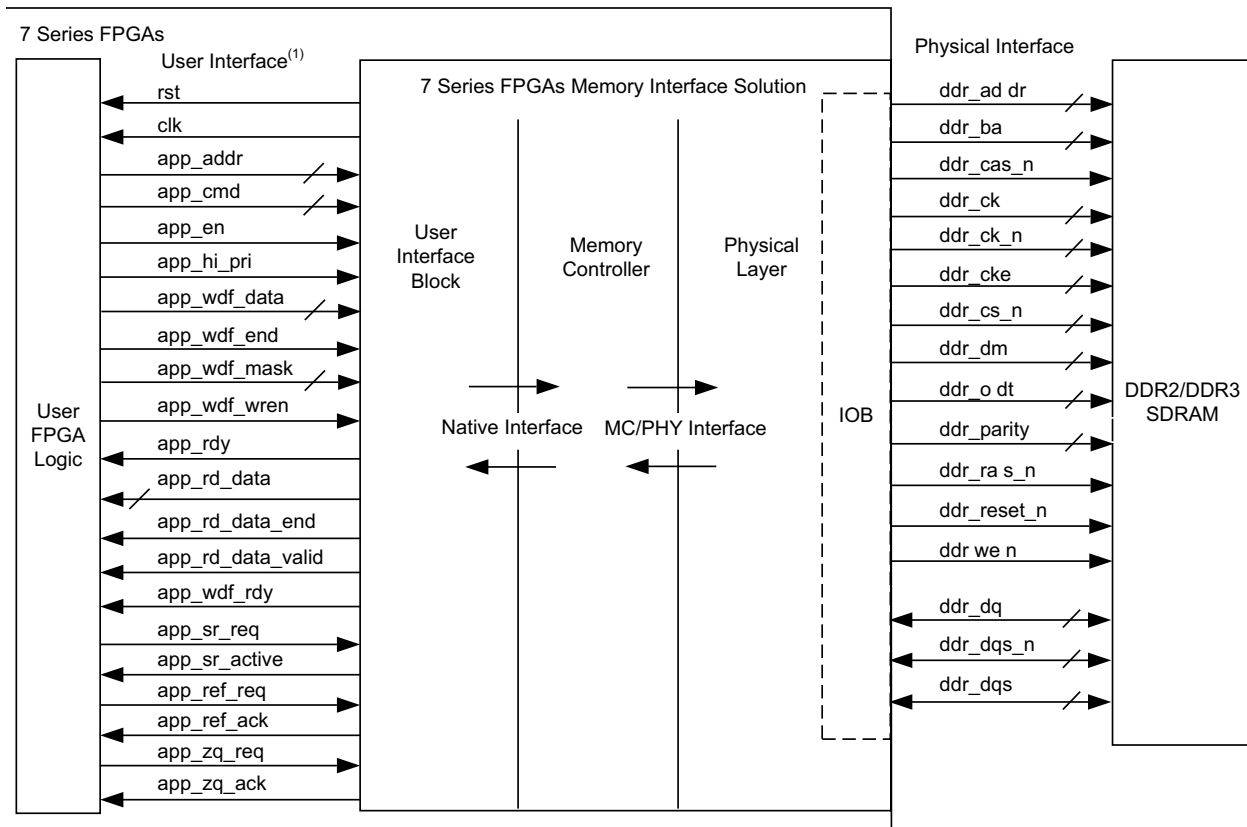 7 Series FPGAs
User Interface(1)
rst
clk
app_addr
app_cmd
app_en
app_hi_pri
app_wdf_data
app_wdf_end
app_wdf_mask
app_wdf_wren
app_rdy
app_rd_data
app_rd_data_end
app_rd_data_valid
app_wdf_rdy
app_sr_req
app_sr_active
app_ref_req
app_ref_ack
app_zq_req
app_zq_ack
User
FPGA
Logic
7 Series FPGAs Memory Interface Solution
User
Interface
Block
Memory
Controller
Physical
Layer
Native Interface
MC/PHY Interface
IOB
Physical Interface
ddr_ad dr
ddr_ba
ddr_cas_n
ddr_ck
ddr_ck_n
ddr_cke
ddr_cs_n
ddr_dm
ddr_o dt
ddr_parity
ddr_ra s_n
ddr_reset_n
ddr we n
ddr_dq
ddr_dqs_n
ddr_dqs
DDR2/DDR3
SDRAM